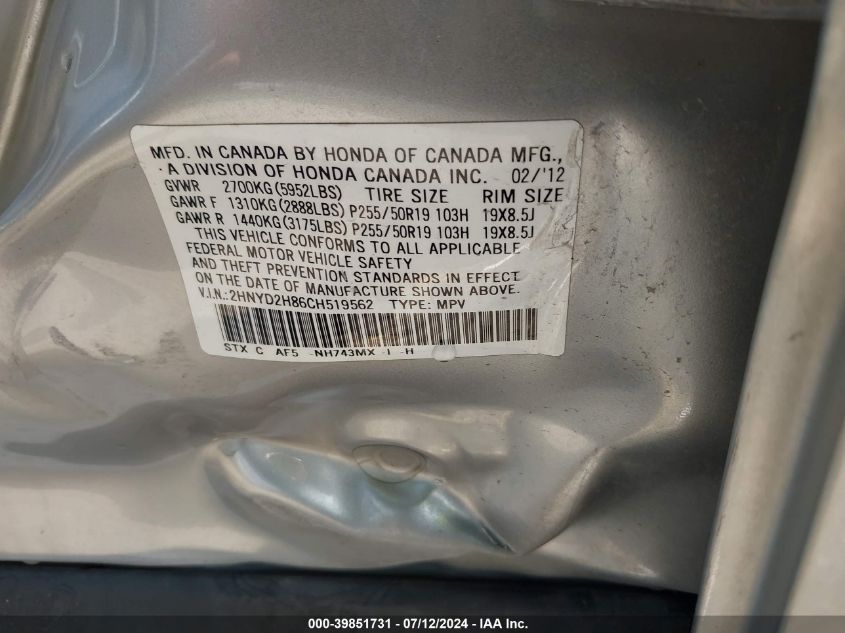 MFD. IN CANADA BY HONDA OF CANADA MFG.,
A DIVISION OF HONDA CANADA INC. 02/'12
GVWR 2700KG(5952LBS) TIRE SIZE RIM SIZE
GAWR F 1310KG(2888LBS) P255/50R19 103H 19X8.5J
GAWR R 1440KG(3175LBS) P255/50R19 103H 19X8.5J
THIS VEHICLE CONFORMS TO ALL APPLICABLE
FEDERAL MOTOR VEHICLE SAFETY
AND THEFT PREVENTION STANDARDS IN EFFECT
ON THE DATE OF MANUFACTURE SHOWN ABOVE.
V.I.N.:2HNYD2H86CH519562 TYPE: MPV
STX C AF5 -NH743MX -I -H
000-39851731 - 07/12/2024 - IAA Inc.